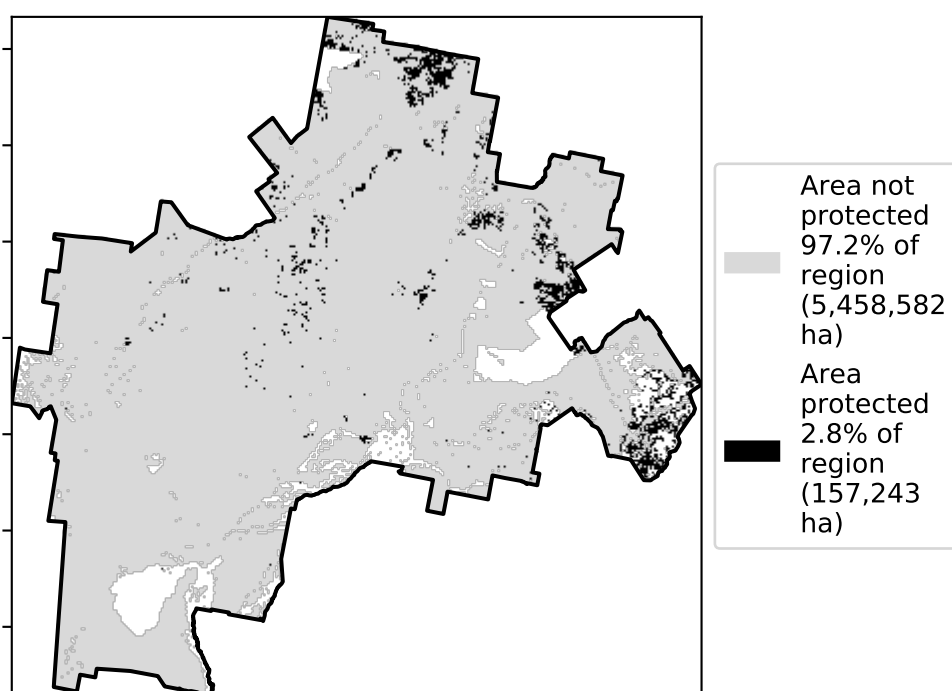 Area not
protected
97.2% of
region
(5,458,582
ha)
Area
protected
2.8% of
region
(157,243
ha)